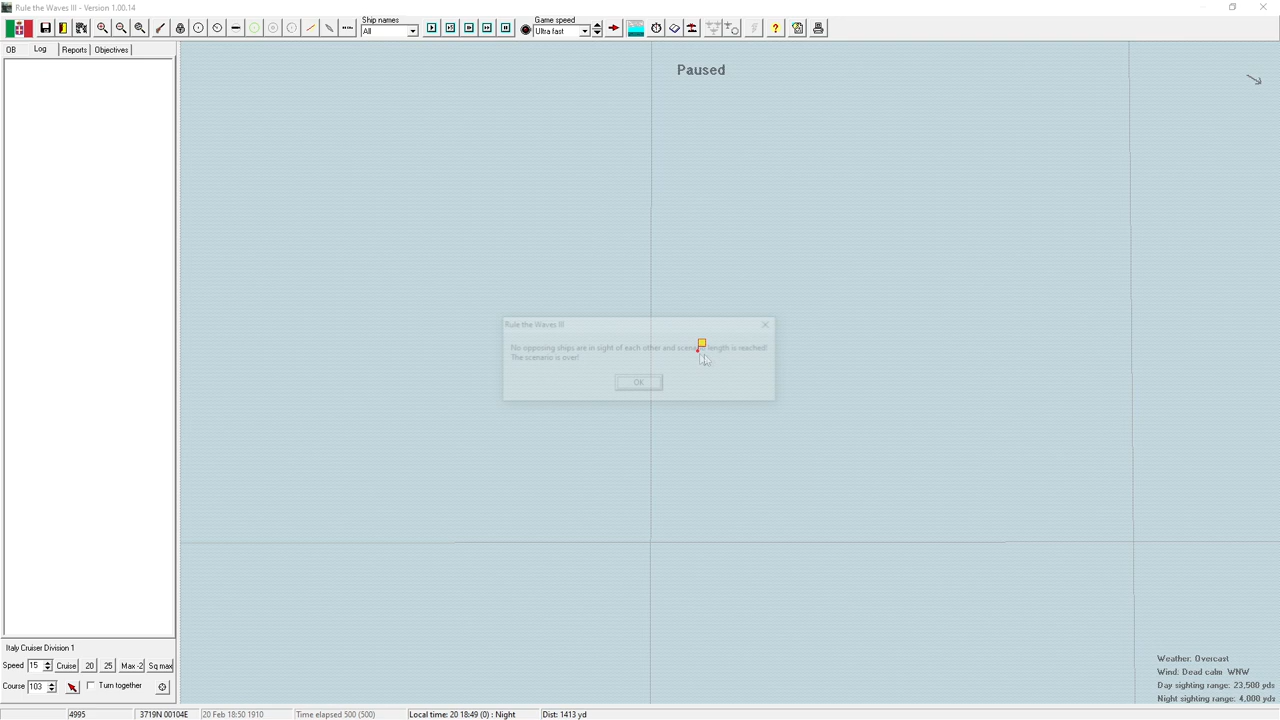 Rule the Waves III - Version 1.00.14
Ship names
All
Game speed
Ultra fast
OB
Log
Reports
Objectives
Paused
Rule the Waves III
No opposing ships are in sight of each other and length is reached!
The scenario is over!
OK
Italy Cruiser Division 1
Speed 15 Cruise 20 25 Max -2 Sq max
Course 103 Turn together
Weather: Overcast
Wind: Dead calm WNW
Day sighting range: 23,500 yds
Night sighting range: 4,000 yds
4995 3719N 00104E 20 Feb 18:50 1910 Time elapsed 500 (500) Local time: 20 18:49 (0) : Night Dist: 1413 yd